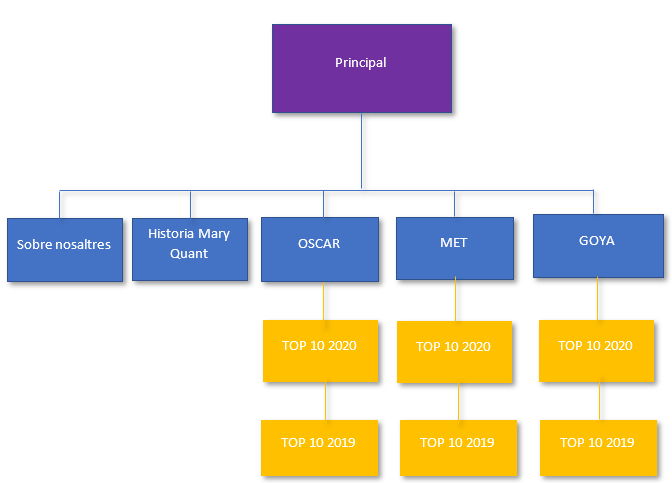 Principal
Sobre nosaltres
Historia Mary
Quant
OSCAR
MET
GOYA
TOP 10 2020
TOP 10 2020
TOP 10 2020
TOP 10 2019
TOP 10 2019
TOP 10 2019